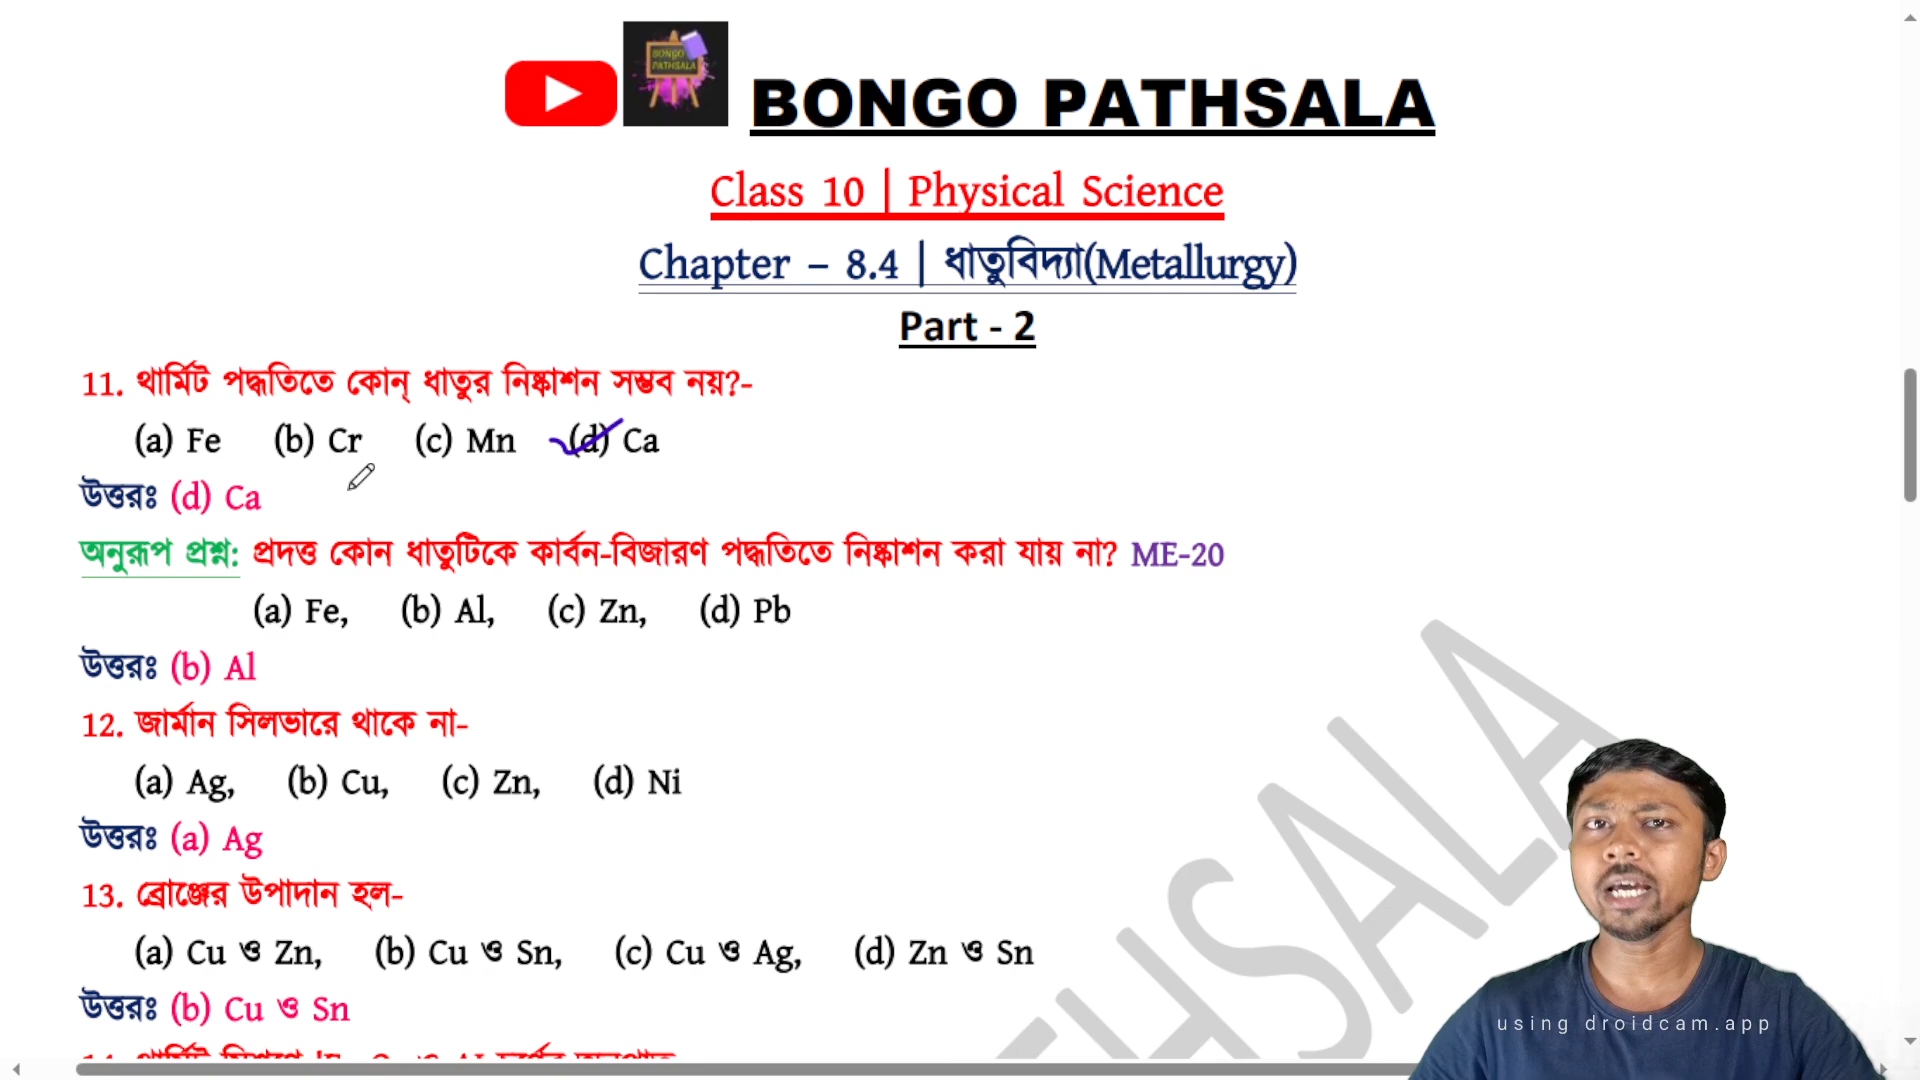 BONGO PATHSALA
BONGO PATHSALA
Class 10 | Physical Science
Chapter – 8.4 | ধাতুবিদ্যা(Metallurgy)
Part - 2
11. থার্মিট পদ্ধতিতে কোন্ ধাতুর নিষ্কাশন সম্ভব নয়?-
(a) Fe (b) Cr (c) Mn (d) Ca
উত্তরঃ (d) Ca
অনুরূপ প্রশ্ন: প্রদত্ত কোন ধাতুটিকে কার্বন-বিজারণ পদ্ধতিতে নিষ্কাশন করা যায় না? ME-20
(a) Fe, (b) Al, (c) Zn, (d) Pb
উত্তরঃ (b) Al
12. জার্মান সিলভারে থাকে না-
(a) Ag, (b) Cu, (c) Zn, (d) Ni
উত্তরঃ (a) Ag
13. ব্রোঞ্জের উপাদান হল-
(a) Cu ও Zn, (b) Cu ও Sn, (c) Cu ও Ag, (d) Zn ও Sn
উত্তরঃ (b) Cu ও Sn
THSALA
using droidcam.app